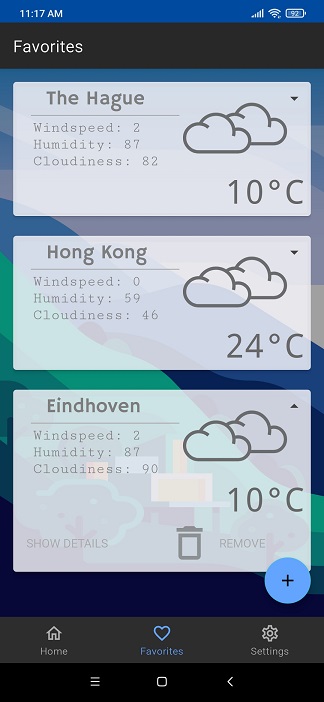 11:17 AM
92
Favorites
The Hague
Windspeed: 2
Humidity: 87
Cloudiness: 82
10°C
Hong Kong
Windspeed: 0
Humidity: 59
Cloudiness: 46
24°C
Eindhoven
Windspeed: 2
Humidity: 87
Cloudiness: 90
10°C
SHOW DETAILS
REMOVE
+
Home
Favorites
Settings